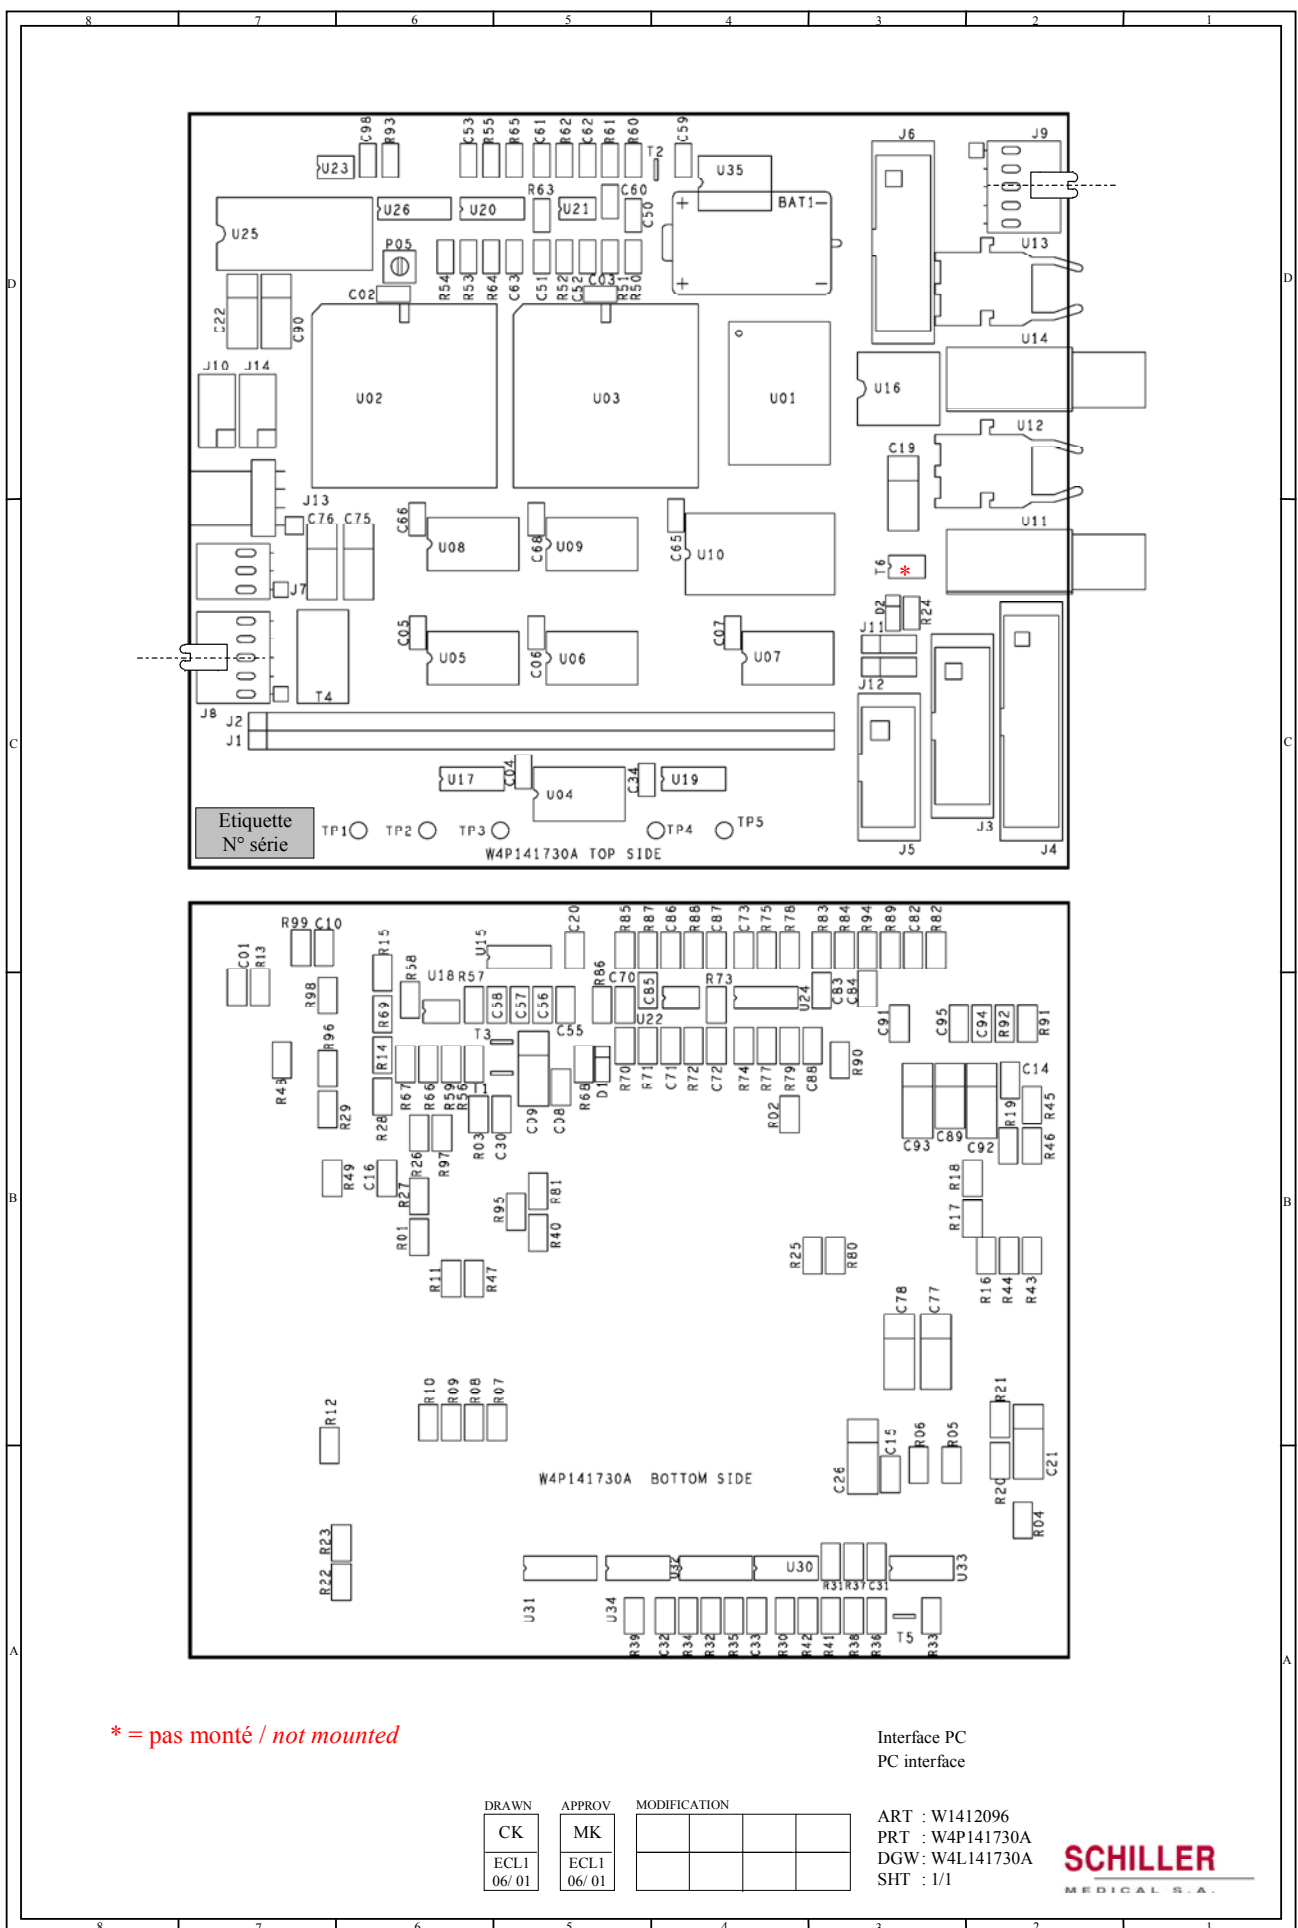 8 7 6 5 4 3 2 1
C98 R93 C53 R55 R65 C61 R62 C62 R61 R60 C59 J6 J9
U23 T2 U35
R63 C60 BAT1
U26 U20 U21 C50
U25 P05 U13
D D
R54 R53 R64 C63 C51 R52 C52 C03 R51 R50
C02
C22 C90 U14
J10 J14
U02 U03 U01 U16
U12
C19
J13
C76 C75 C66 C68 C65 U11
U08 U09 U10 T6 *
J7
D2 R24
C05 C06 C07 J11
U05 U06 U07
J12
J8 T4
J2
J1
C C
U17 C04 U04 C34 U19
Etiquette
N° série
TP1 TP2 TP3 TP4 TP5
J3
J5 J4
W4P141730A TOP SIDE
R99 C10 R15 U15 C20 R85 R87 C86 R88 C87 C73 R75 R78 R83 R84 R94 R89 C82 R82
C01 R13 R58 U18 R57 R86 C70 C85 R73 U24 C83 C84
R98 R69 C58 C57 C56 C55 U22 C91 C95 C94 R92 R91
R96 R14 T3
R67 R66 R59 R56 T1 R68 D1 R70 R71 C71 R72 C72 R74 R77 R79 C88 R90 C14
R29 R28 R03 C30 C09 C08 R02 C93 C89 C92 R19 R45
R26 R97 R46
R49 C16 R27 R81 R18
B B
R01 R95 R40 R17
R11 R47 R25 R80 R16 R44 R43
C78 C77
R12 R10 R09 R08 R07 R21
C26 C15 R06 R05 R20 C21
W4P141730A BOTTOM SIDE
R04
R23
R22
U30 U33
R31 R37 C31
U31 U34
R39 C32 R34 R32 R35 C33 R30 R42 R41 R38 R36 T5 R33
A A
* = pas monté / not mounted
Interface PC
PC interface
DRAWN APPROV MODIFICATION
CK MK
ECL1 ECL1
06/ 01 06/ 01
ART : W1412096
PRT : W4P141730A
DGW : W4L141730A
SHT : 1/1
SCHILLER
MEDICAL S.A.
8 7 6 5 4 3 2 1